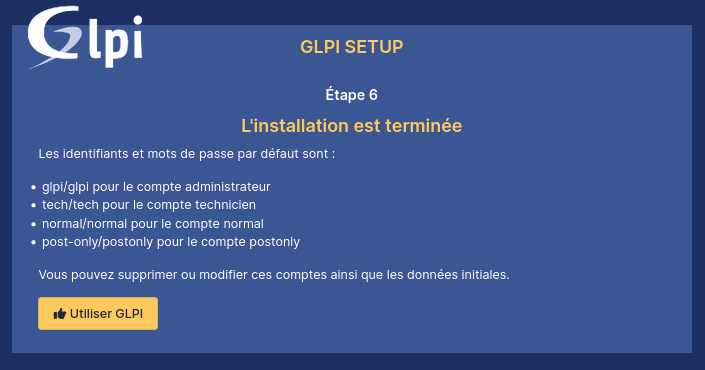 Glpi
GLPI SETUP
Étape 6
L'installation est terminée
Les identifiants et mots de passe par défaut sont :
• glpi/glpi pour le compte administrateur
• tech/tech pour le compte technicien
• normal/normal pour le compte normal
• post-only/postonly pour le compte postonly
Vous pouvez supprimer ou modifier ces comptes ainsi que les données initiales.
Utiliser GLPI